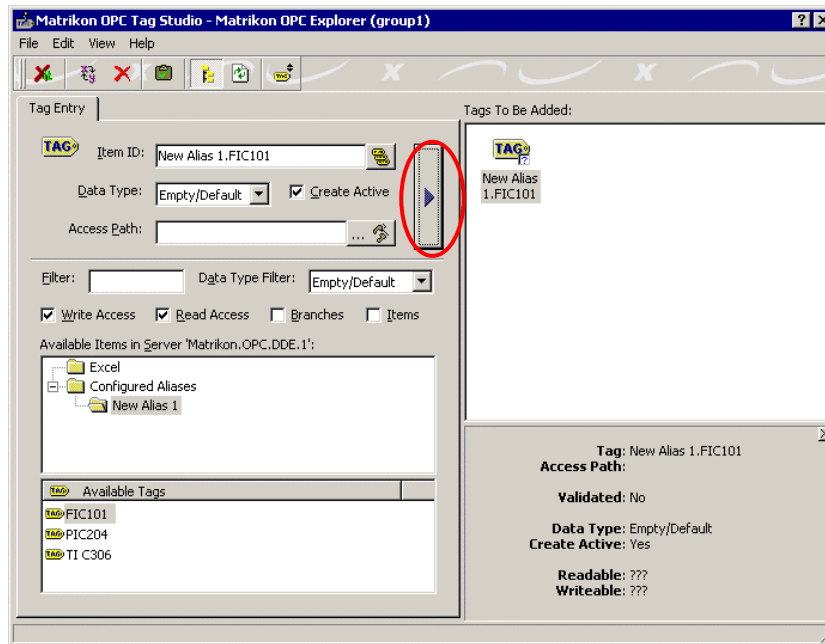 Matrikon OPC Tag Studio - Matrikon OPC Explorer (group1)
File Edit View Help
Tag Entry
TAG Item ID: New Alias 1.FIC101
Data Type: Empty/Default Create Active
Access Path: ...
Filter: Data Type Filter: Empty/Default
Write Access Read Access Branches Items
Available Items in Server 'Matrikon.OPC.DDE.1':
Excel
Configured Aliases
New Alias 1
TAG Available Tags
TAG FIC101
TAG PIC204
TAG TI C306
Tags To Be Added:
TAG
New Alias
1.FIC101
Tag: New Alias 1.FIC101
Access Path:
Validated: No
Data Type: Empty/Default
Create Active: Yes
Readable: ???
Writeable: ???